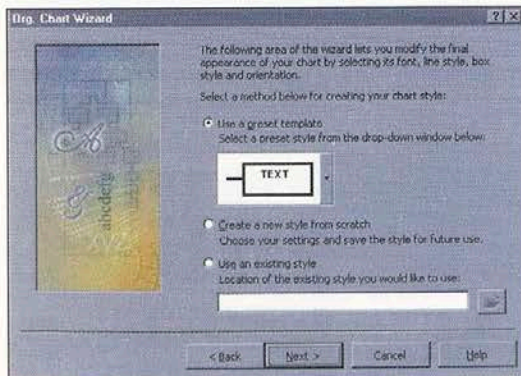 Org. Chart Wizard
The following area of the wizard lets you modify the final
appearance of your chart by selecting its font, line style, box
style and orientation.
Select a method below for creating your chart style:
Use a preset template
Select a preset style from the drop-down window below:
TEXT
Create a new style from scratch
Choose your settings and save the style for future use.
Use an existing style
Location of the existing style you would like to use:
A
&
abcdefg
XYZ
< Back
Next >
Cancel
Help